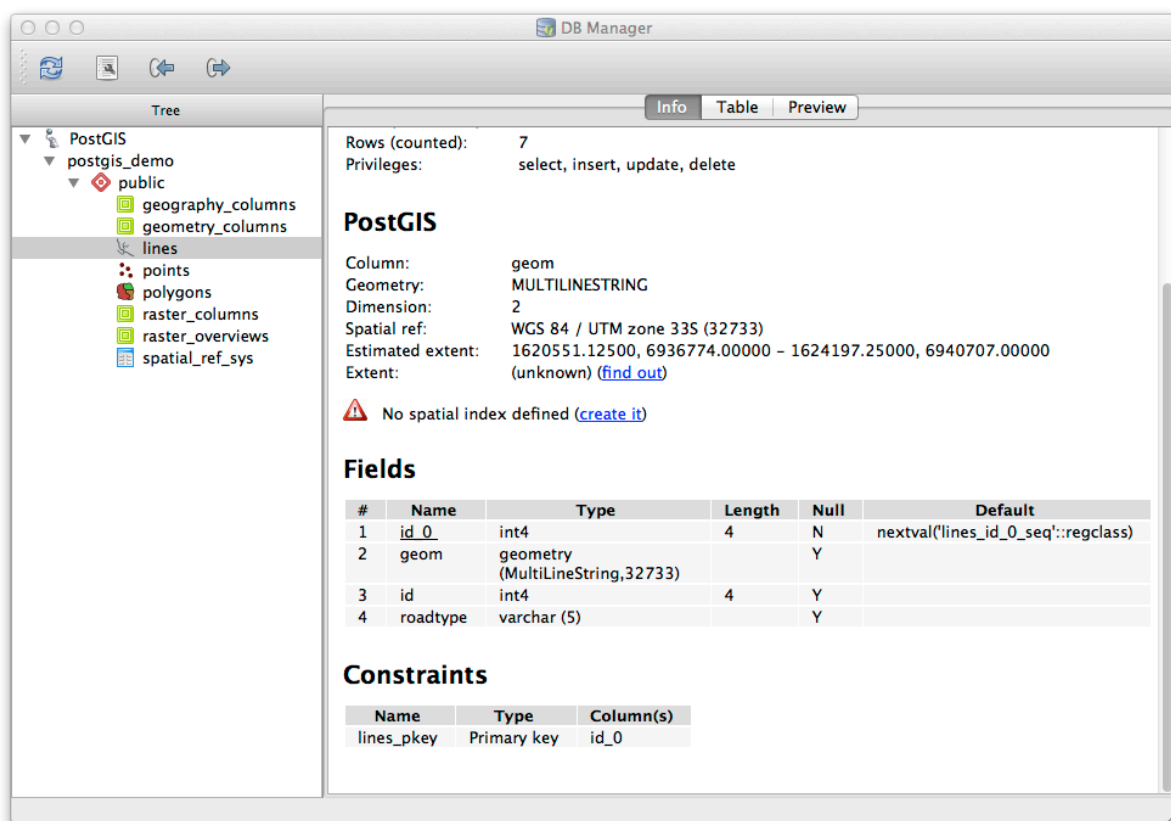 DB Manager
Tree
PostGIS
postgis_demo
public
geography_columns
geometry_columns
lines
points
polygons
raster_columns
raster_overviews
spatial_ref_sys
Info Table Preview
Rows (counted): 7
Privileges: select, insert, update, delete
PostGIS
Column: geom
Geometry: MULTILINESTRING
Dimension: 2
Spatial ref: WGS 84 / UTM zone 33S (32733)
Estimated extent: 1620551.12500, 6936774.00000 - 1624197.25000, 6940707.00000
Extent: (unknown) (find out)
No spatial index defined (create it)
Fields
# Name Type Length Null Default
1 id_0 int4 4 N nextval('lines_id_0_seq'::regclass)
2 geom geometry Y
(MultiLineString,32733)
3 id int4 4 Y
4 roadtype varchar (5) Y
Constraints
Name Type Column(s)
lines_pkey Primary key id_0